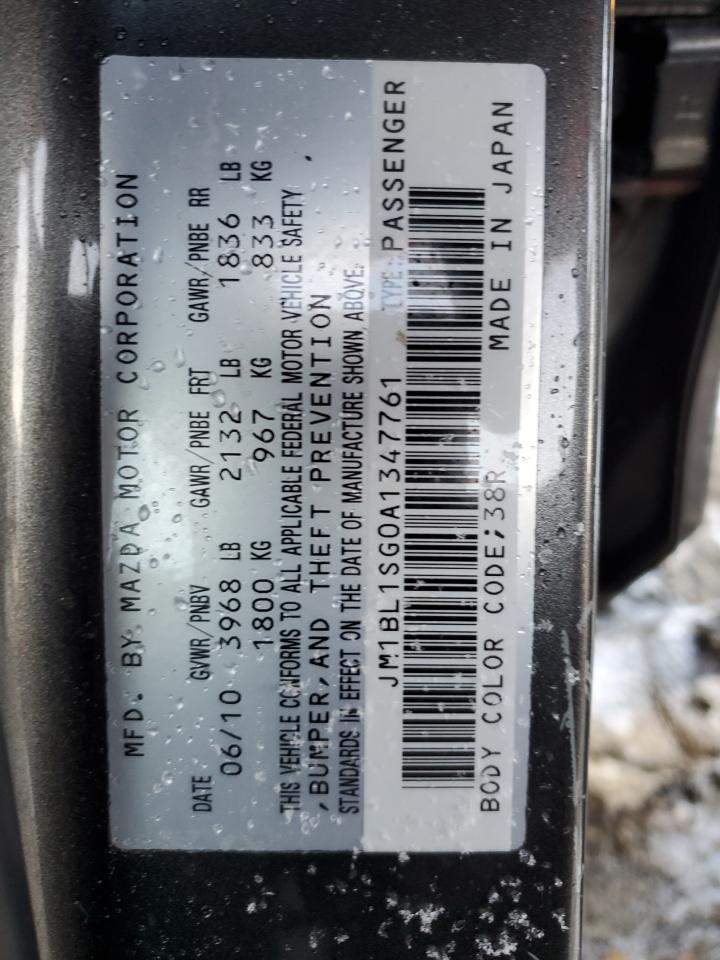 MFD. BY MAZDA MOTOR CORPORATION
DATE GVWR/PNBV GAWR/PNBE FRT GAWR/PNBE RR
06/10 3968 LB 2132 LB 1836 LB
1800 KG 967 KG 833 KG
THIS VEHICLE CONFORMS TO ALL APPLICABLE FEDERAL MOTOR VEHICLE SAFETY
,BUMPER,AND THEFT PREVENTION
STANDARDS IN EFFECT ON THE DATE OF MANUFACTURE SHOWN ABOVE.
JM1BL1SG0A1347761 TYPE: PASSENGER
BODY COLOR CODE;38R MADE IN JAPAN